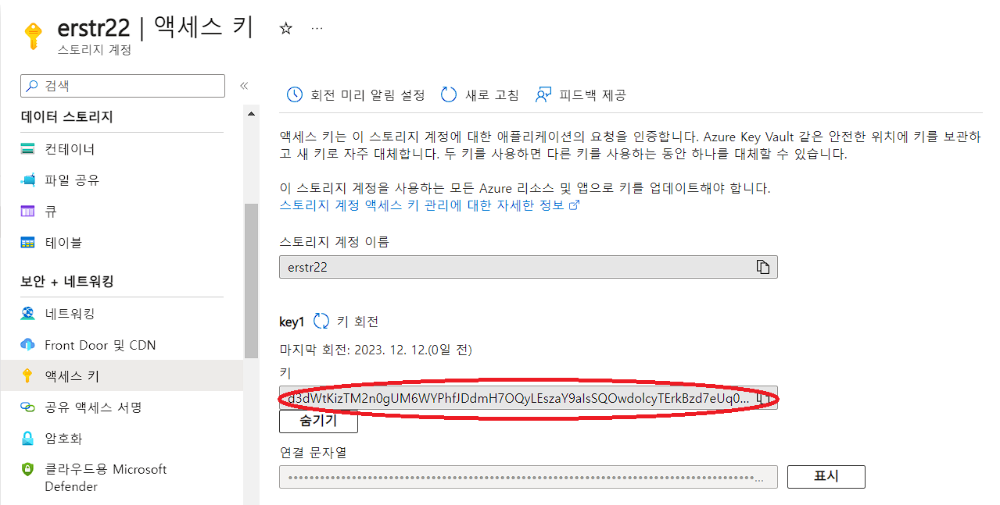 erstr22 | 액세스 키
스토리지 계정
검색
데이터 스토리지
컨테이너
파일 공유
큐
테이블
보안 + 네트워킹
네트워킹
Front Door 및 CDN
액세스 키
공유 액세스 서명
암호화
클라우드용 Microsoft
Defender
회전 미리 알림 설정 새로 고침 피드백 제공
액세스 키는 이 스토리지 계정에 대한 애플리케이션의 요청을 인증합니다. Azure Key Vault 같은 안전한 위치에 키를 보관하
고 새 키로 자주 대체합니다. 두 키를 사용하면 다른 키를 사용하는 동안 하나를 대체할 수 있습니다.
이 스토리지 계정을 사용하는 모든 Azure 리소스 및 앱으로 키를 업데이트해야 합니다.
스토리지 계정 액세스 키 관리에 대한 자세한 정보
스토리지 계정 이름
erstr22
key1 키 회전
마지막 회전: 2023. 12. 12.(0일 전)
키
d3dWtKizTM2n0gUM6WYPhfJDdmH7OQyLEszaY9aIsSQOwdolcyTErkBzd7eUq0...
숨기기
연결 문자열
표시